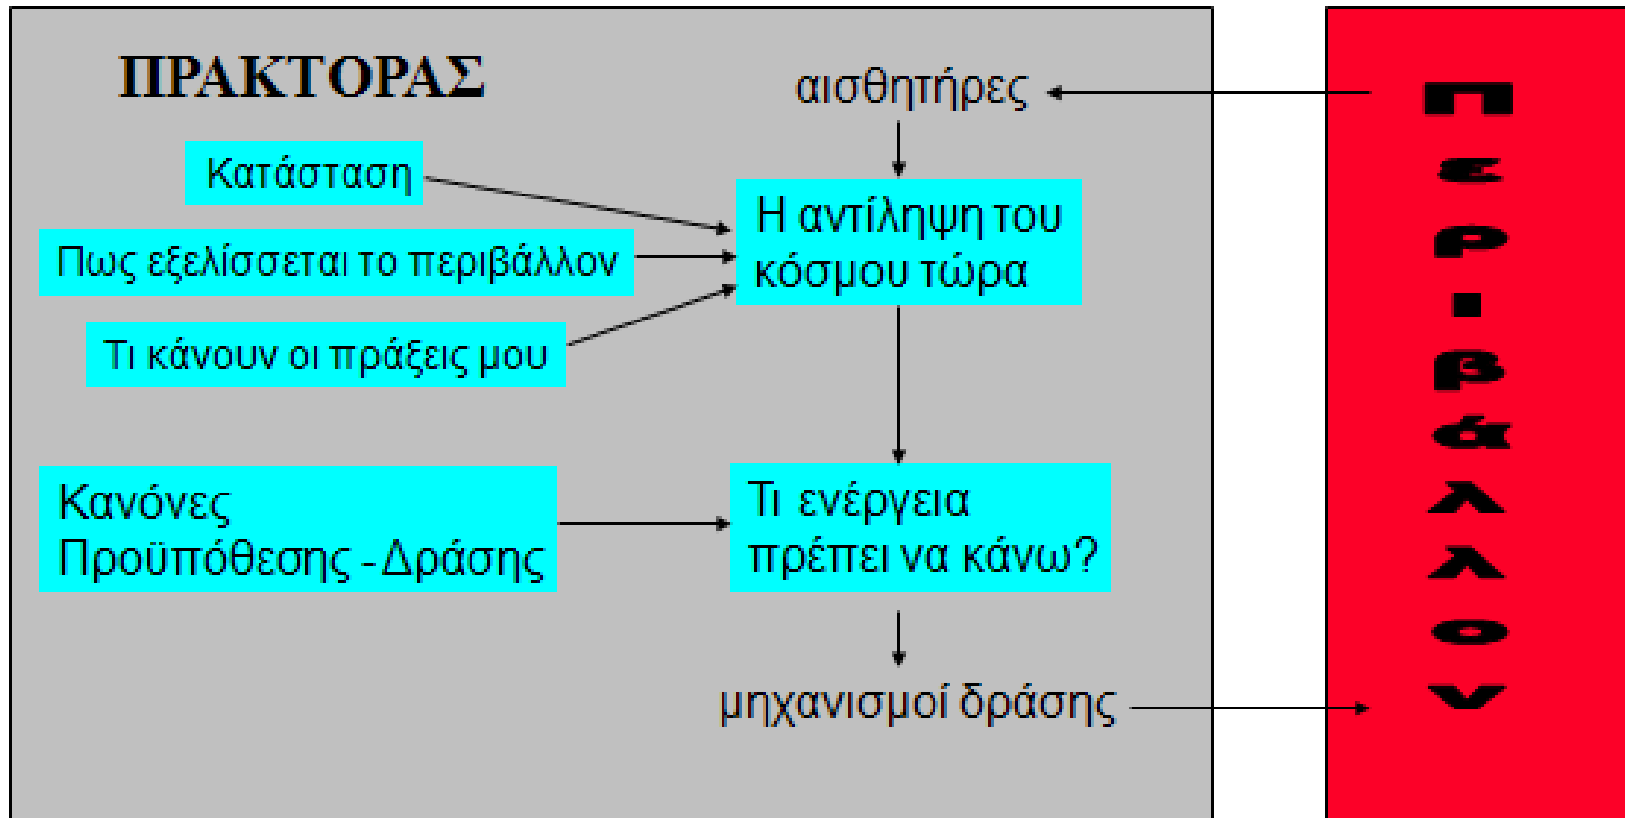 ΠΡΑΚΤΟΡΑΣ
αισθητήρες
Κατάσταση
Η αντίληψη του
κόσμου τώρα
Πως εξελίσσεται το περιβάλλον
Τι κάνουν οι πράξεις μου
Κανόνες
Προϋπόθεσης - Δράσης
Τι ενέργεια
πρέπει να κάνω?
μηχανισμοί δράσης
Περιβάλλον